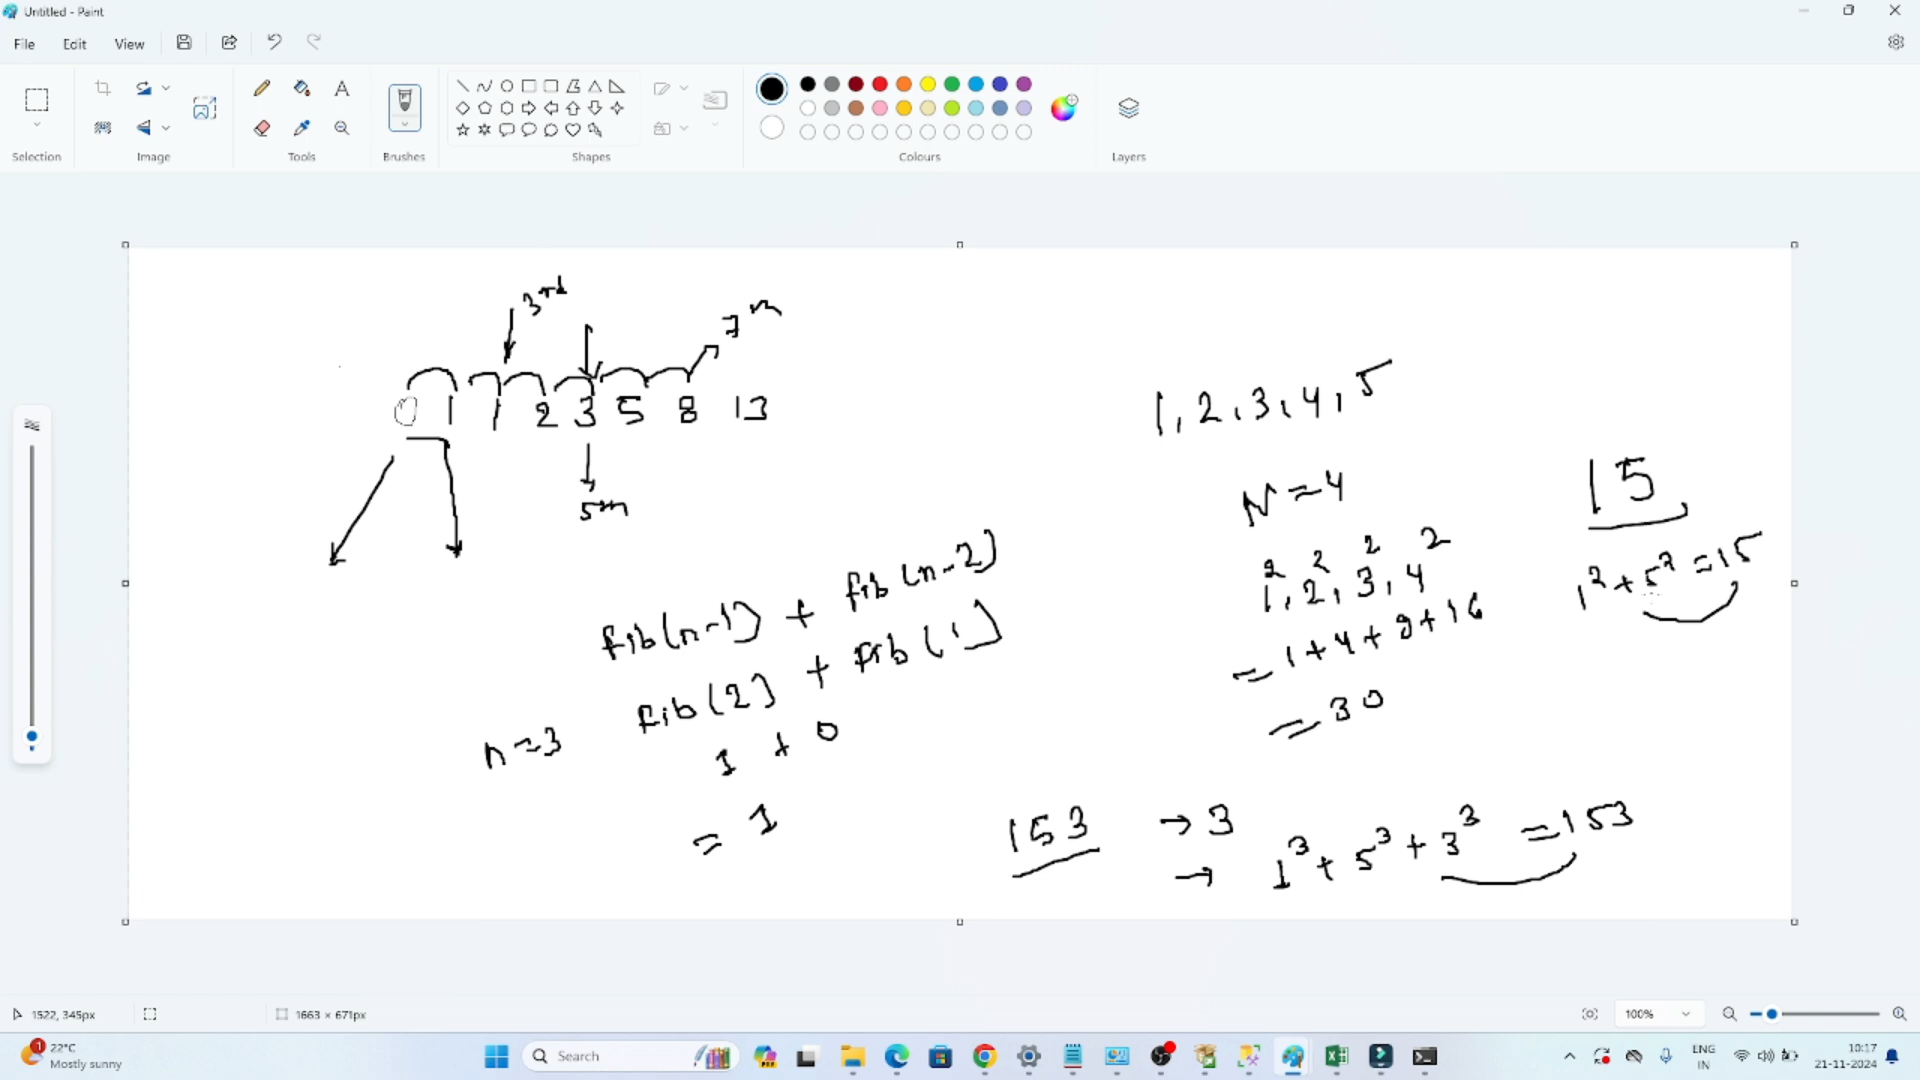 Untitled - Paint
File Edit View
Selection Image Tools Brushes Shapes Colours Layers
3rd
7th
0 1 1 2 3 5 8 13
5th
fib(n-1) + fib(n-2)
n=3 fib(2) + fib(1)
1 + 0
= 1
1, 2, 3, 4, 5
N=4
1², 2², 3², 4²
= 1+4+9+16
= 30
15
1² + 5² = 15
153 → 3
→ 1³ + 5³ + 3³ = 153
1522, 345px 1663 × 671px 100%
1 22°C
Mostly sunny
Search
ENG
IN
10:17
21-11-2024